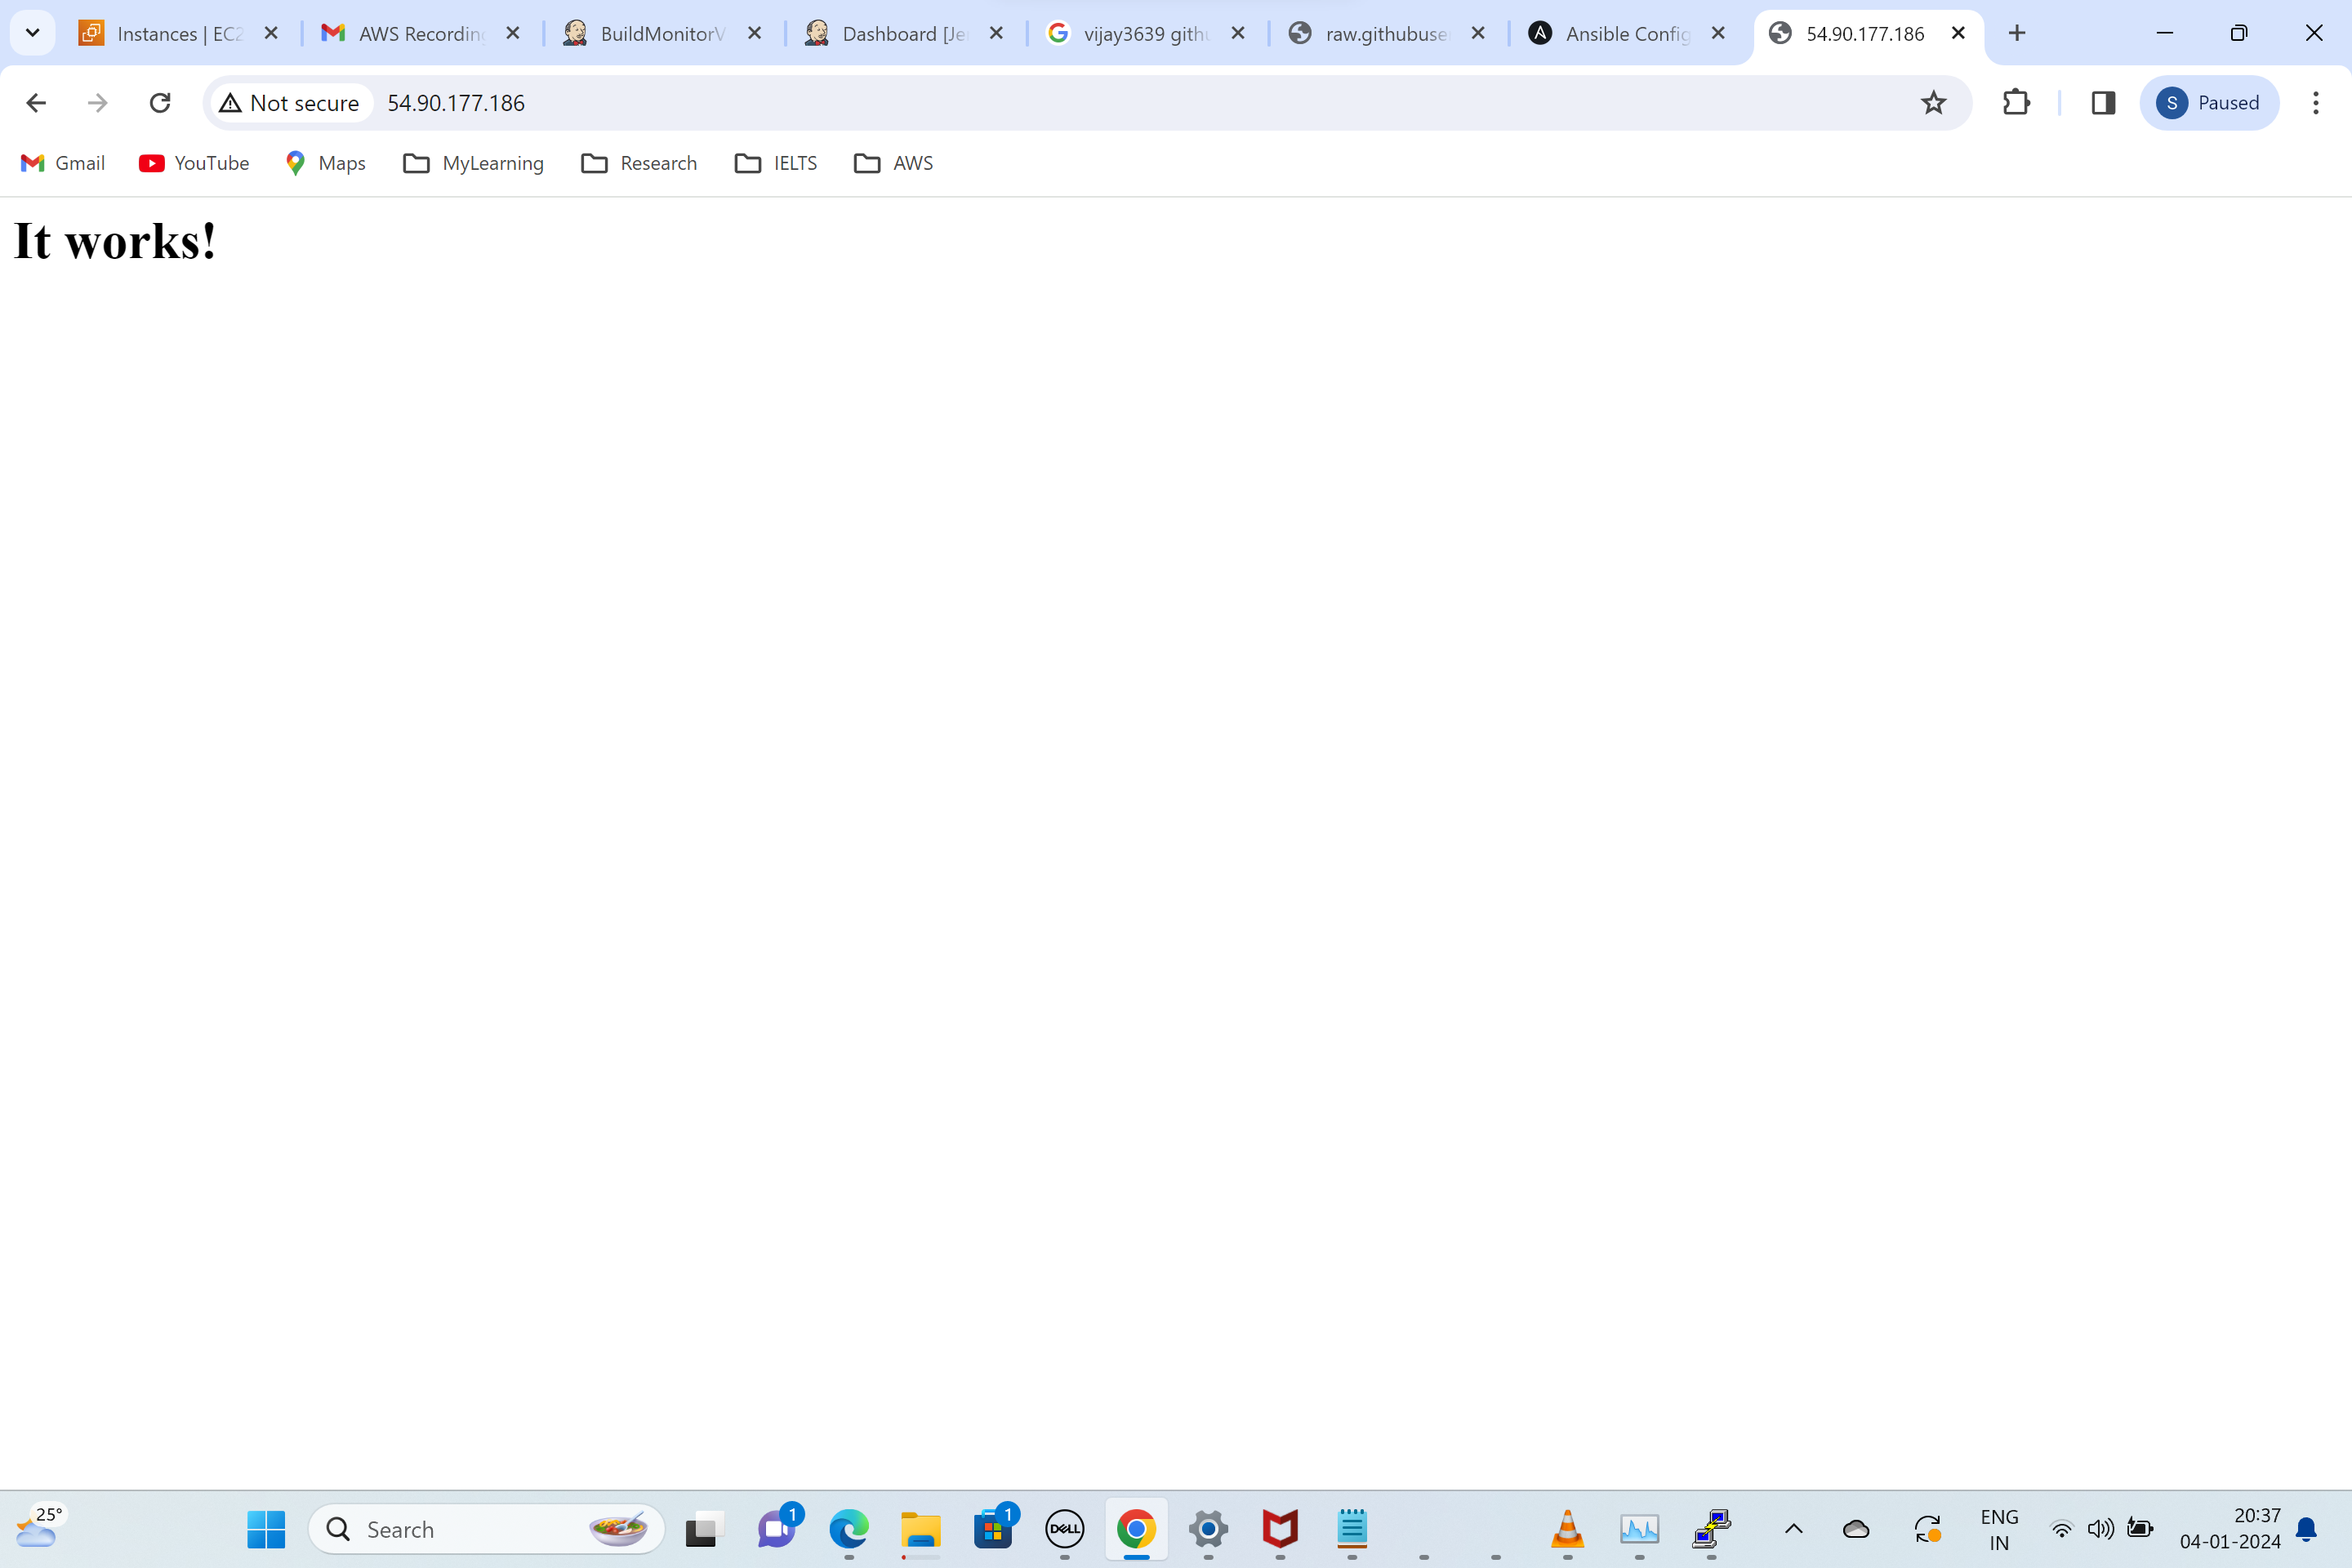 Instances | EC2
AWS Recording
BuildMonitorV
Dashboard [Je
vijay3639 githu
raw.githubuse
Ansible Config
54.90.177.186
Not secure
54.90.177.186
S
Paused
Gmail
YouTube
Maps
MyLearning
Research
IELTS
AWS
It works!
25°
Search
1
1
DELL
ENG
IN
20:37
04-01-2024